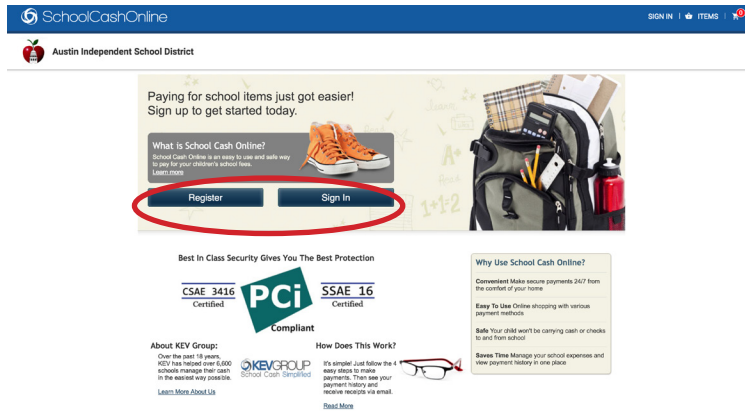 SchoolCashOnline
SIGN IN | ITEMS | 0
Austin Independent School District
Paying for school items just got easier!
Sign up to get started today.
What is School Cash Online?
School Cash Online is an easy to use and safe way
to pay for your children's school fees.
Learn more
Register
Sign In
learn
A+
1+1=2
Best In Class Security Gives You The Best Protection
CSAE 3416
Certified
PCi
Compliant
SSAE 16
Certified
Why Use School Cash Online?
Convenient Make secure payments 24/7 from
the comfort of your home
Easy To Use Online shopping with various
payment methods
Safe Your child won't be carrying cash or checks
to and from school
Saves Time Manage your school expenses and
view payment history in one place
About KEV Group:
Over the past 18 years,
KEV has helped over 6,600
schools manage their cash
in the easiest way possible.
Learn More About Us
KEVGROUP
School Cash Simplified
How Does This Work?
It's simple! Just follow the 4
easy steps to make
payments. Then see your
payment history and
receive receipts via email.
Read More